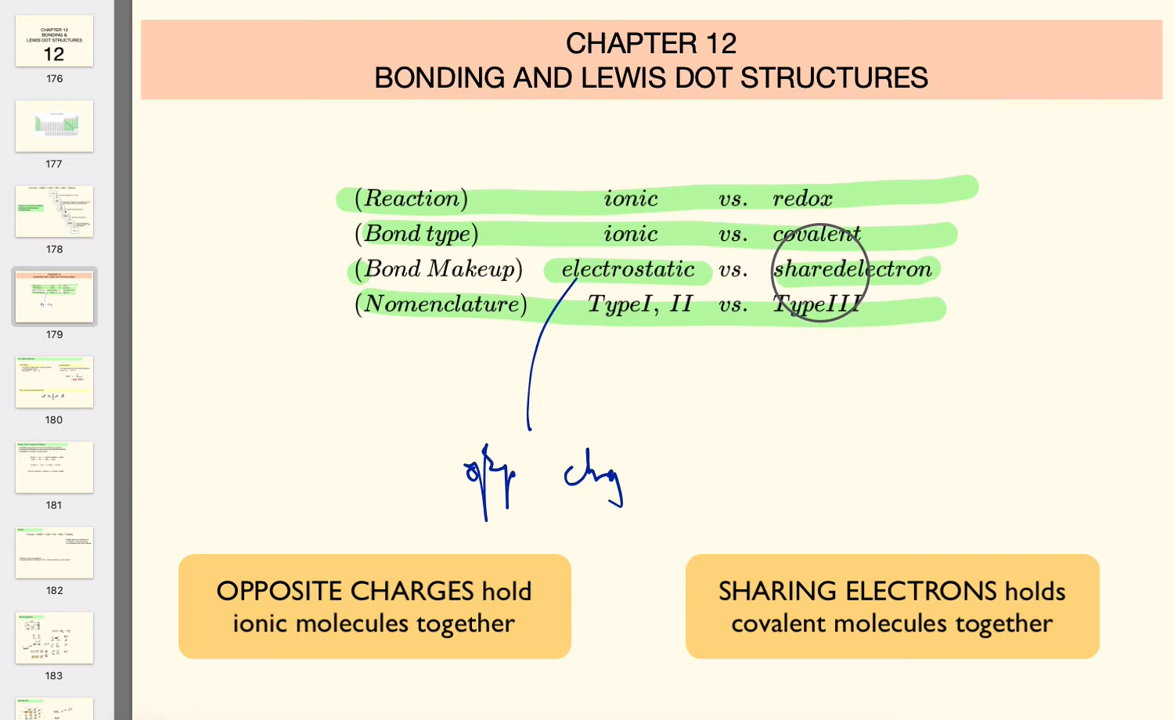 CHAPTER 12
BONDING &
LEWIS DOT STRUCTURES
12
176
177
178
179
180
181
182
183
CHAPTER 12
BONDING AND LEWIS DOT STRUCTURES
(Reaction) ionic vs. redox
(Bond type) ionic vs. covalent
(Bond Makeup) electrostatic vs. sharedelectron
(Nomenclature) TypeI, II vs. TypeIII
opp chg
OPPOSITE CHARGES hold
ionic molecules together
SHARING ELECTRONS holds
covalent molecules together